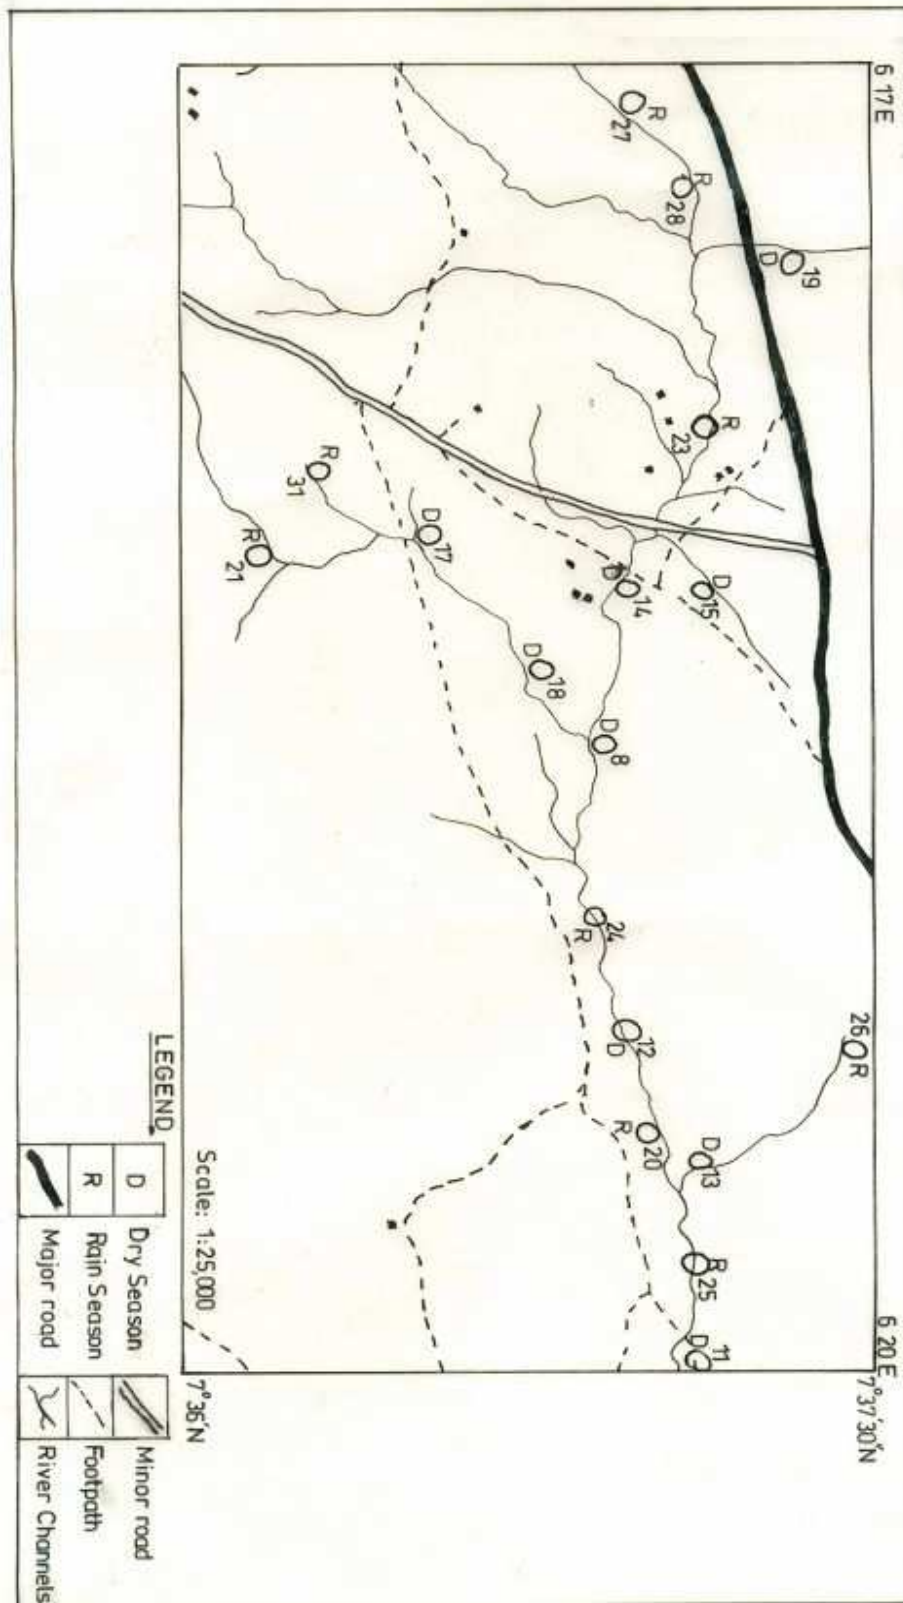 6 17E
6 20E
7°37'30"N
26 R
19
D
D
15
R
28
R
27
R
23
D 13
R
25
11
D
D 14
12
D
20
R
D 8
24
R
D 18
D 17
R
31
R
21
Scale: 1:25,000
7°36'N
LEGEND
D Dry Season Minor road
R Rain Season Footpath
Major road River Channels